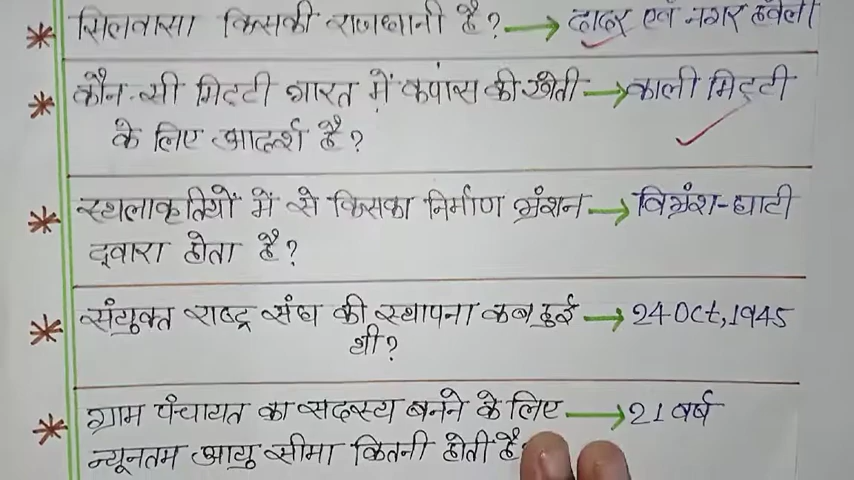 सिलवासा किसकी राजधानी है? → दादर एवं नगर हवेली
कौन-सी मिट्टी भारत में कपास की खेती → काली मिट्टी
के लिए आदर्श है?
स्थलाकृतियों में से किसका निर्माण भ्रंशन → विभ्रंश-घाटी
द्वारा होता है?
संयुक्त राष्ट्र संघ की स्थापना कब हुई → 24 Oct, 1945
थी?
ग्राम पंचायत का सदस्य बनने के लिए → 21 वर्ष
न्यूनतम आयु सीमा कितनी होती है